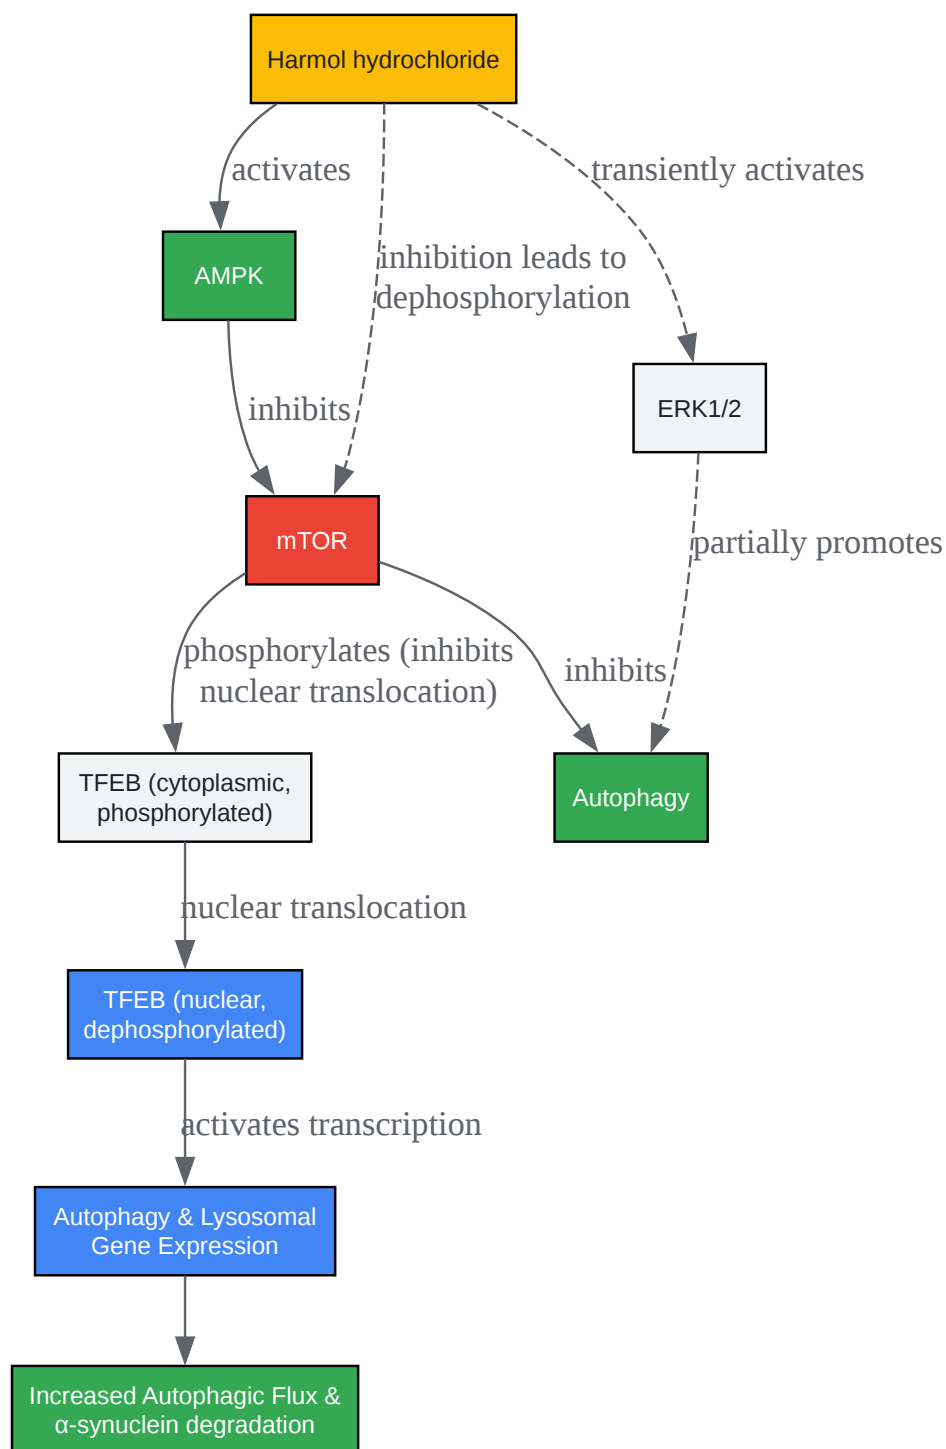 Harmol hydrochloride
activates
transiently activates
inhibition leads to
dephosphorylation
AMPK
inhibits
ERK1/2
mTOR
partially promotes
phosphorylates (inhibits
nuclear translocation)
inhibits
TFEB (cytoplasmic,
phosphorylated)
Autophagy
nuclear translocation
TFEB (nuclear,
dephosphorylated)
activates transcription
Autophagy & Lysosomal
Gene Expression
Increased Autophagic Flux &
α-synuclein degradation